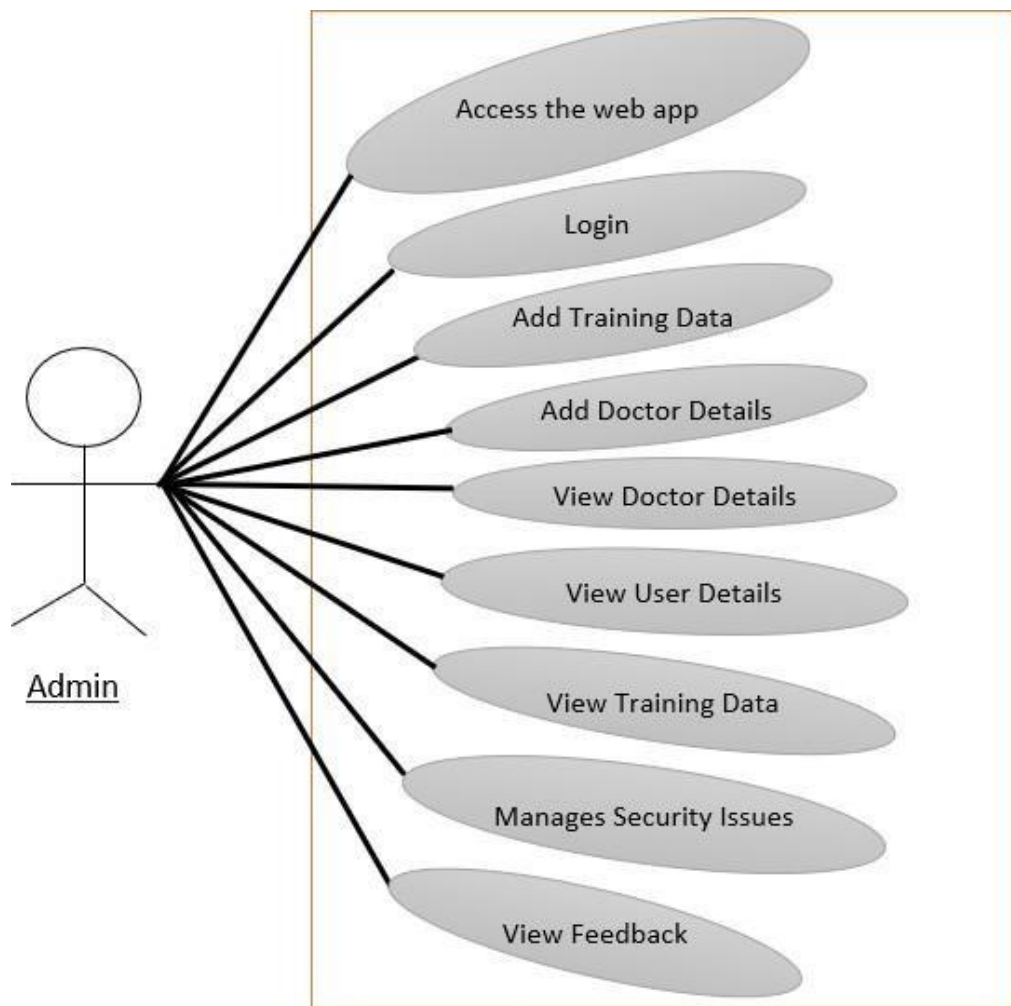 Access the web app
Login
Add Training Data
Add Doctor Details
View Doctor Details
View User Details
View Training Data
Manages Security Issues
View Feedback
Admin